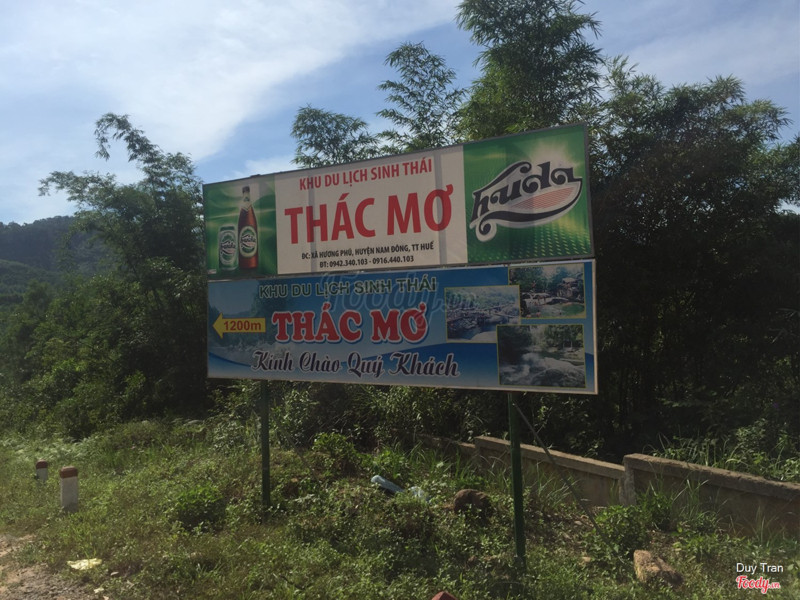 KHU DU LỊCH SINH THÁI
THÁC MƠ
ĐC: XÃ HƯƠNG PHÚ, HUYỆN NAM ĐÔNG, TT HUẾ
ĐT: 0942.540.103 - 0916.440.103
huda
KHU DU LỊCH SINH THÁI
1200m
THÁC MƠ
Kính Chào Quý Khách
Foody.vn
Duy Tran
Foody.vn